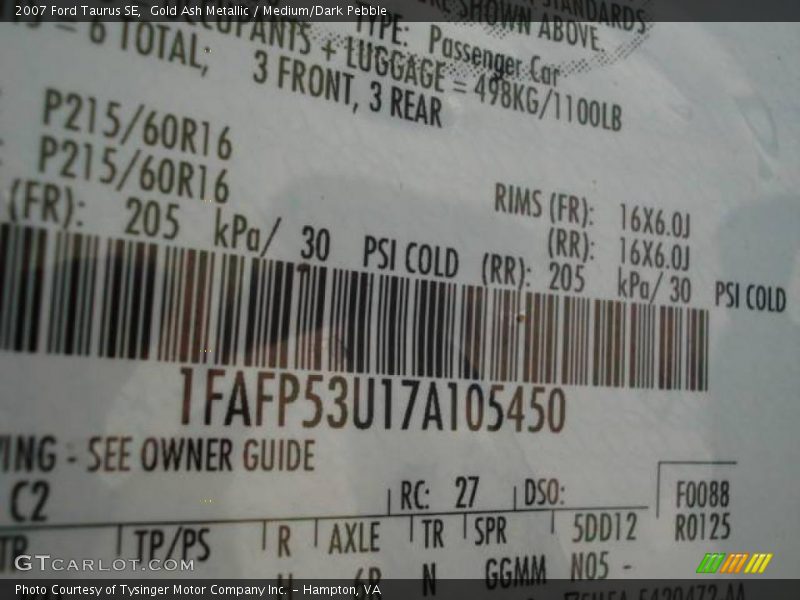 2007 Ford Taurus SE, Gold Ash Metallic / Medium/Dark Pebble
STANDARDS
SHOWN ABOVE.
TYPE: Passenger Car
= 6 TOTAL, 3 FRONT, 3 REAR
OCCUPANTS + LUGGAGE = 498KG/1100LB
P215/60R16
P215/60R16
RIMS (FR): 16X6.0J
(RR): 16X6.0J
(FR): 205 kPa/ 30 PSI COLD (RR): 205 kPa/ 30 PSI COLD
1FAFP53U17A105450
- SEE OWNER GUIDE
C2
RC: 27 DSO:
F0088
R0125
TR TP/PS R AXLE TR SPR 5DD12
6R N GGMM N05 -
GTCARLOT.COM
Photo Courtesy of Tysinger Motor Company Inc. - Hampton, VA